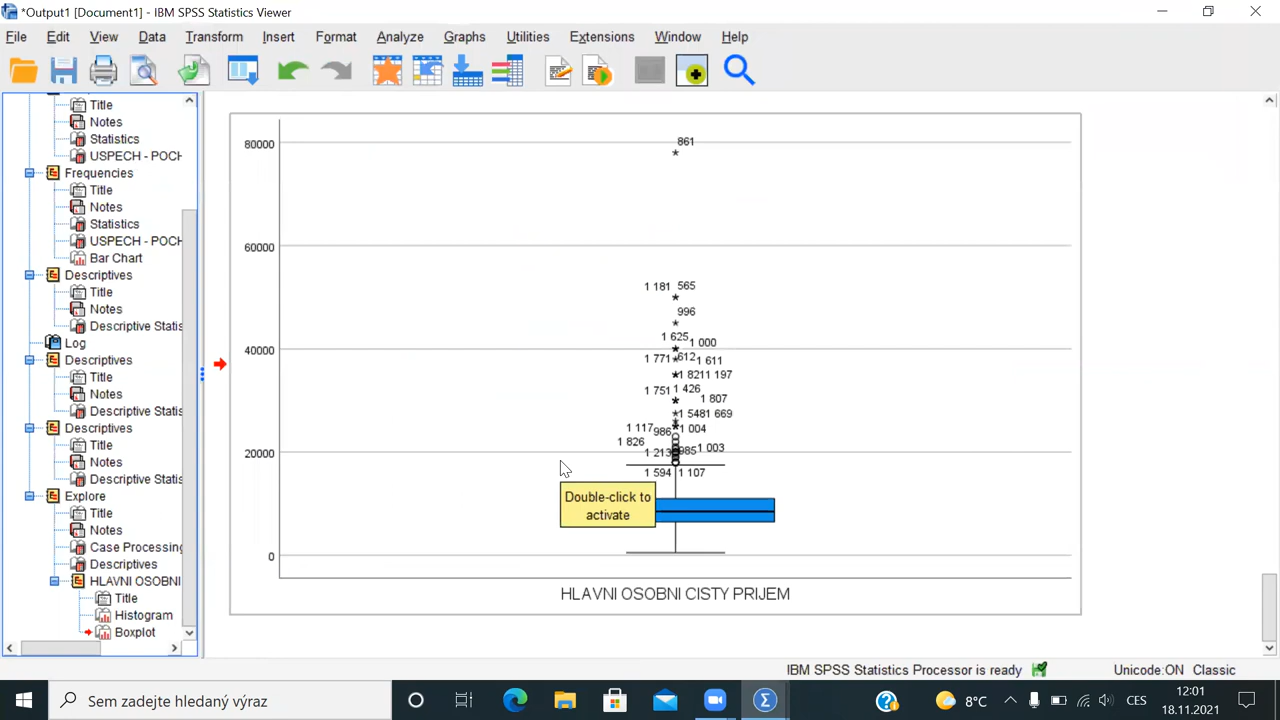 *Output1 [Document1] - IBM SPSS Statistics Viewer
File Edit View Data Transform Insert Format Analyze Graphs Utilities Extensions Window Help
Title
Notes
Statistics
USPECH - POCH
Frequencies
Title
Notes
Statistics
USPECH - POCH
Bar Chart
Descriptives
Title
Notes
Descriptive Statis
Log
Descriptives
Title
Notes
Descriptive Statis
Descriptives
Title
Notes
Descriptive Statis
Explore
Title
Notes
Case Processing
Descriptives
HLAVNI OSOBNI
Title
Histogram
Boxplot
80000
60000
40000
20000
0
861
1 181 565
996
1 625 1 000
1 771 612 1 611
1 821 1 197
1 751 1 426
1 807
1 548 1 669
1 117 986 1 004
1 826
1 213 985 1 003
1 594 1 107
Double-click to
activate
HLAVNI OSOBNI CISTY PRIJEM
IBM SPSS Statistics Processor is ready Unicode:ON Classic
Sem zadejte hledaný výraz
8°C
CES
12:01
18.11.2021